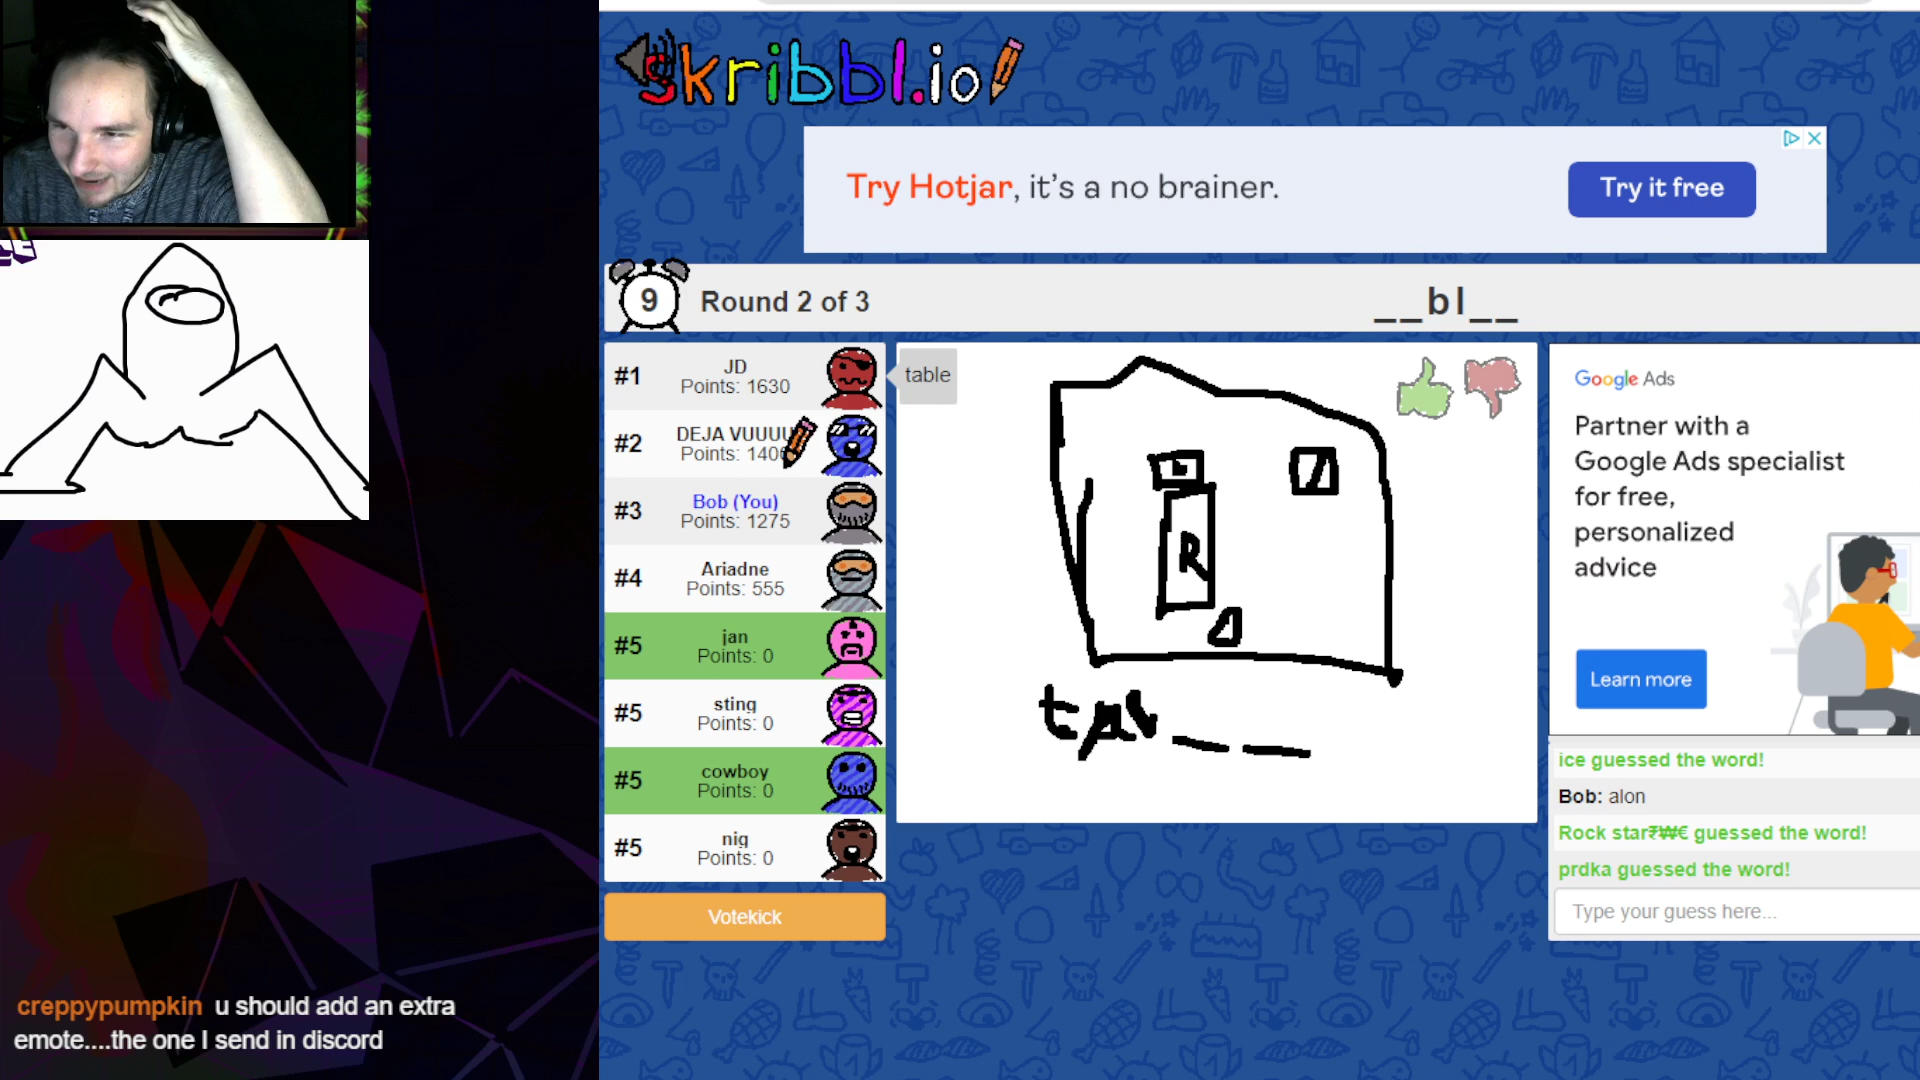 skribbl.io
Try Hotjar, it's a no brainer.
Try it free
9
Round 2 of 3
__bl__
#1
JD
Points: 1630
table
#2
DEJA VUUUU
Points: 140
#3
Bob (You)
Points: 1275
#4
Ariadne
Points: 555
#5
jan
Points: 0
#5
sting
Points: 0
#5
cowboy
Points: 0
#5
nig
Points: 0
Votekick
R
Google Ads
Partner with a
Google Ads specialist
for free,
personalized
advice
Learn more
ice guessed the word!
Bob: alon
Rock star₹₩€ guessed the word!
prdka guessed the word!
Type your guess here...
creppypumpkin u should add an extra
emote....the one I send in discord